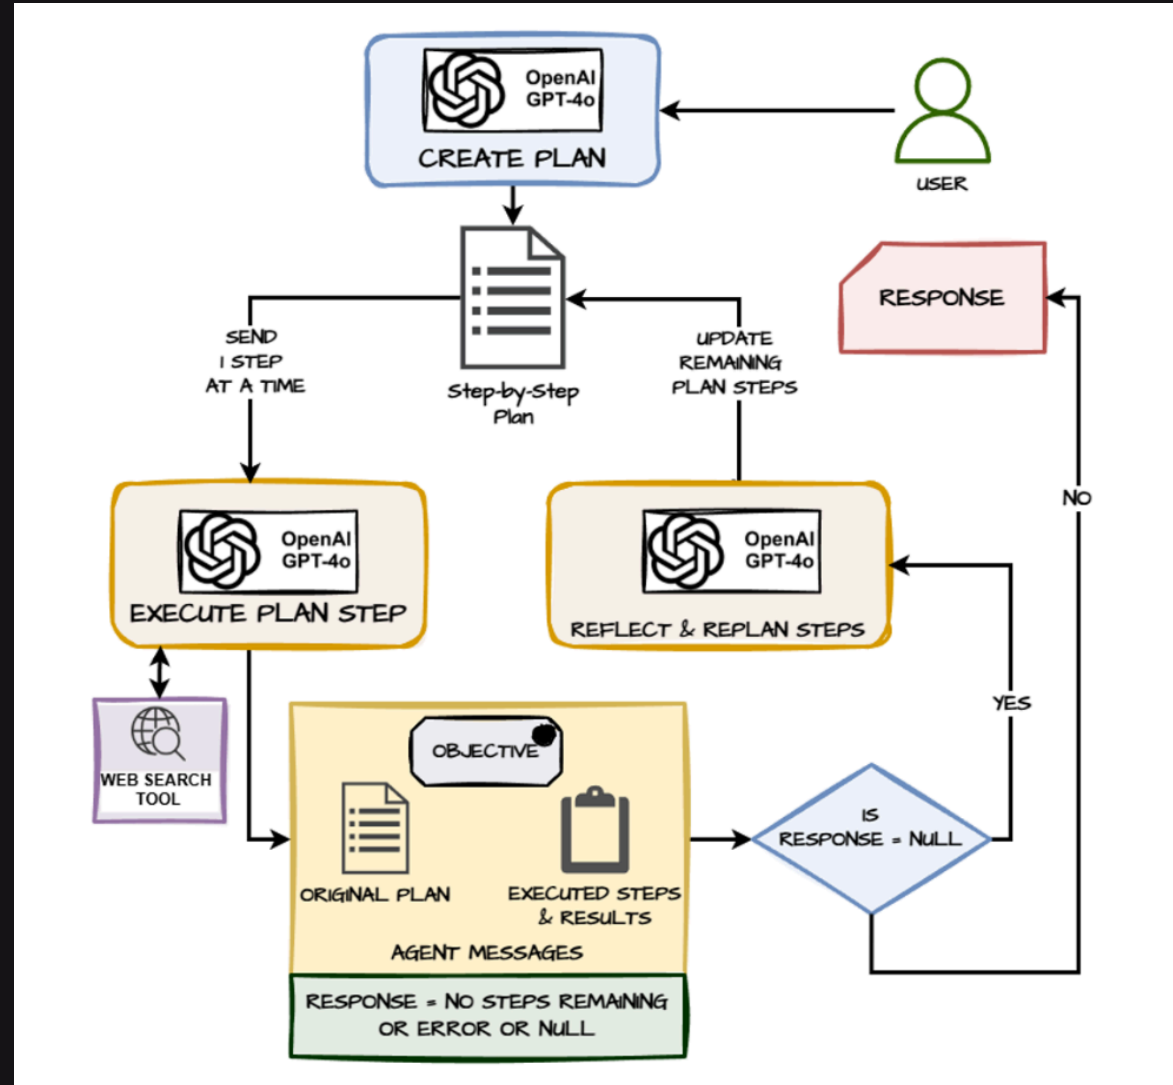 OpenAI
GPT-4o
CREATE PLAN
USER
RESPONSE
SEND
1 STEP
AT A TIME
Step-by-Step
Plan
UPDATE
REMAINING
PLAN STEPS
NO
OpenAI
GPT-4o
EXECUTE PLAN STEP
OpenAI
GPT-4o
REFLECT & REPLAN STEPS
YES
WEB SEARCH
TOOL
OBJECTIVE
ORIGINAL PLAN
EXECUTED STEPS
& RESULTS
AGENT MESSAGES
RESPONSE = NO STEPS REMAINING
OR ERROR OR NULL
IS
RESPONSE = NULL